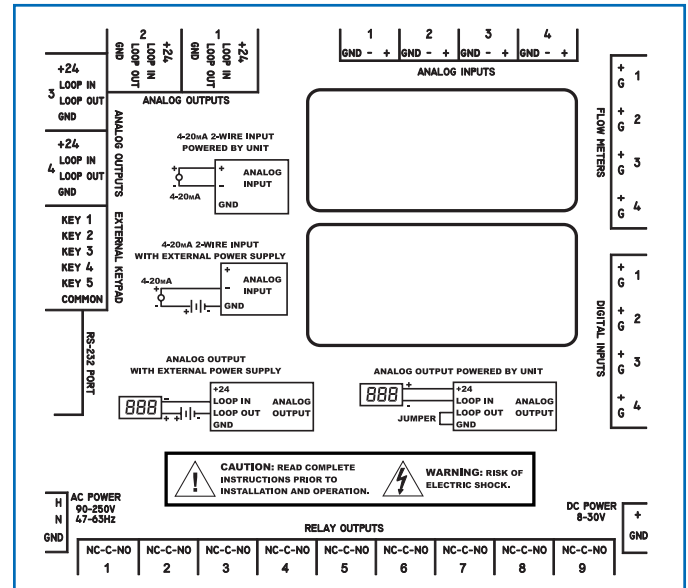 2
1
GND
LOOP OUT
LOOP IN
+24
GND
LOOP OUT
LOOP IN
+24
ANALOG OUTPUTS
1 2 3 4
GND - + GND - + GND - + GND - +
ANALOG INPUTS
3
+24
LOOP IN
LOOP OUT
GND
4
+24
LOOP IN
LOOP OUT
GND
ANALOG OUTPUTS
KEY 1
KEY 2
KEY 3
KEY 4
KEY 5
COMMON
EXTERNAL KEYPAD
RS-232 PORT
4-20MA 2-WIRE INPUT
POWERED BY UNIT
+
-
4-20MA
+
-
ANALOG
INPUT
GND
4-20MA 2-WIRE INPUT
WITH EXTERNAL POWER SUPPLY
4-20MA
+
-
+
+
-
ANALOG
INPUT
GND
ANALOG OUTPUT
WITH EXTERNAL POWER SUPPLY
888
-
+ +
+24
LOOP IN
LOOP OUT
GND
ANALOG
OUTPUT
ANALOG OUTPUT POWERED BY UNIT
888
+
-
JUMPER
+24
LOOP IN
LOOP OUT
GND
ANALOG
OUTPUT
FLOW METERS
+
G 1
+
G 2
+
G 3
+
G 4
DIGITAL INPUTS
+
G 1
+
G 2
+
G 3
+
G 4
!
CAUTION: READ COMPLETE
INSTRUCTIONS PRIOR TO
INSTALLATION AND OPERATION.
WARNING: RISK OF
ELECTRIC SHOCK.
H
N
GND
AC POWER
90-250V
47-63Hz
DC POWER
8-30V
+
GND
RELAY OUTPUTS
NC-C-NO NC-C-NO NC-C-NO NC-C-NO NC-C-NO NC-C-NO NC-C-NO NC-C-NO NC-C-NO
1 2 3 4 5 6 7 8 9